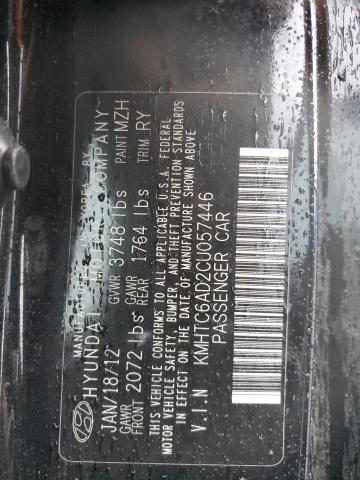 MANUFACTURED IN KOREA BY
HYUNDAI MOTOR COMPANY
JAN/18/12 GVWR 3748 lbs PAINT MZH
GAWR FRONT 2072 lbs GAWR REAR 1764 lbs TRIM RY
THIS VEHICLE CONFORMS TO ALL APPLICABLE U.S.A. FEDERAL
MOTOR VEHICLE SAFETY, BUMPER, AND THEFT PREVENTION STANDARDS
IN EFFECT ON THE DATE OF MANUFACTURE SHOWN ABOVE.
V.I.N KMHTC6AD2CU057446
PASSENGER CAR